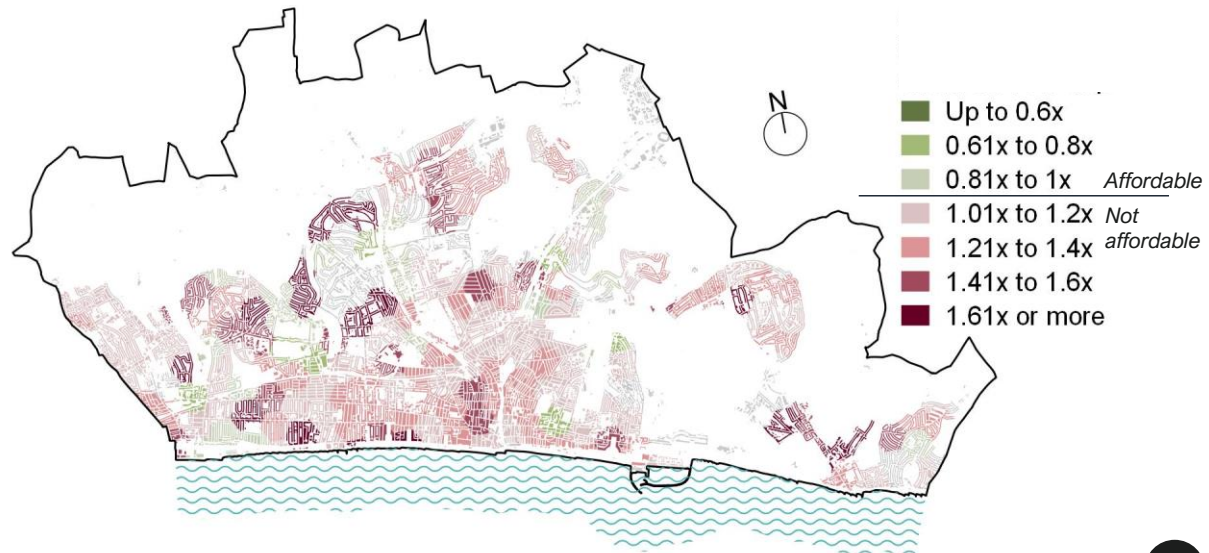 N
Up to 0.6x
0.61x to 0.8x
0.81x to 1x
Affordable
1.01x to 1.2x
Not
affordable
1.21x to 1.4x
1.41x to 1.6x
1.61x or more